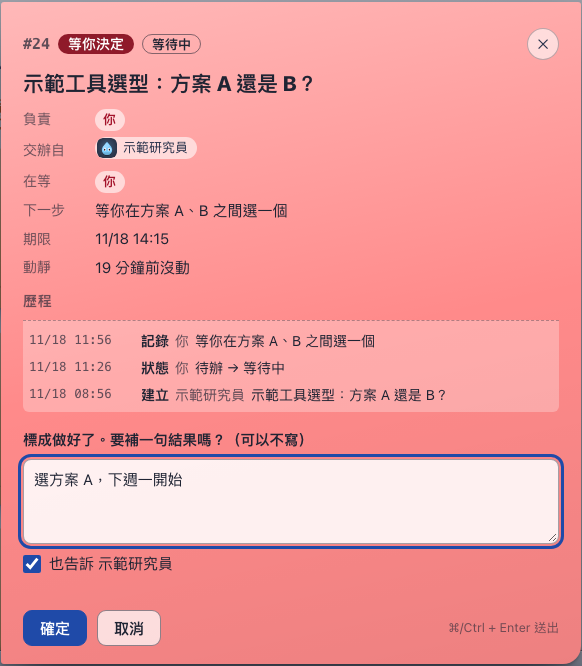 #24 等你決定 等待中
示範工具選型：方案 A 還是 B？
負責 你
交辦自 示範研究員
在等 你
下一步 等你在方案 A、B 之間選一個
期限 11/18 14:15
動靜 19 分鐘前沒動
歷程
11/18 11:56 記錄 你 等你在方案 A、B 之間選一個
11/18 11:26 狀態 你 待辦 → 等待中
11/18 08:56 建立 示範研究員 示範工具選型：方案 A 還是 B？
標成做好了。要補一句結果嗎？（可以不寫）
選方案 A，下週一開始
也告訴 示範研究員
確定 取消 ⌘/Ctrl + Enter 送出